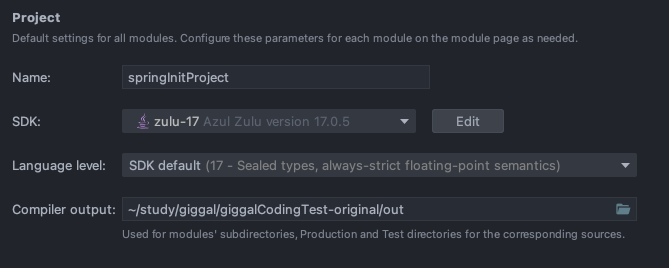 Project
Default settings for all modules. Configure these parameters for each module on the module page as needed.
Name: springInitProject
SDK: zulu-17 Azul Zulu version 17.0.5 Edit
Language level: SDK default (17 - Sealed types, always-strict floating-point semantics)
Compiler output: ~/study/giggal/giggalCodingTest-original/out
Used for modules' subdirectories, Production and Test directories for the corresponding sources.